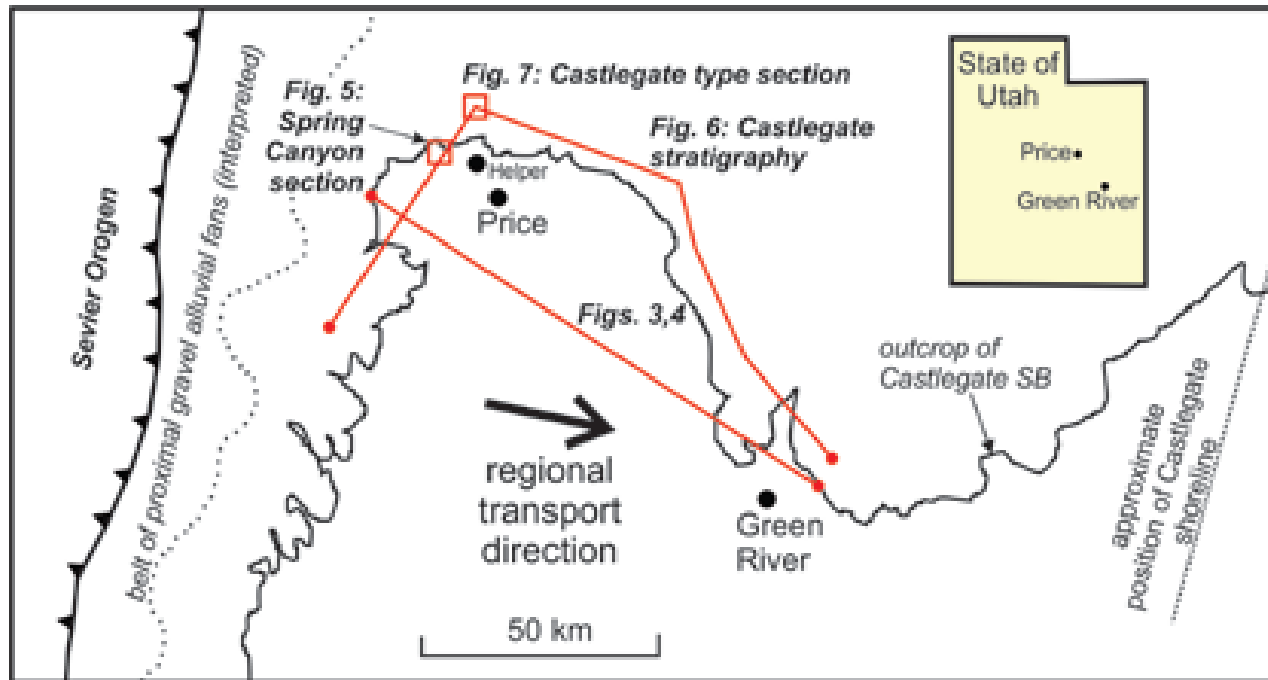 Sevier Orogen
belt of proximal gravel alluvial fans (interpreted)
Fig. 5:
Spring
Canyon
section
Fig. 7: Castlegate type section
Fig. 6: Castlegate
stratigraphy
Helper
Price
Figs. 3,4
regional
transport
direction
50 km
Green
River
outcrop of
Castlegate SB
State of
Utah
Price
Green River
approximate
position of Castlegate
shoreline